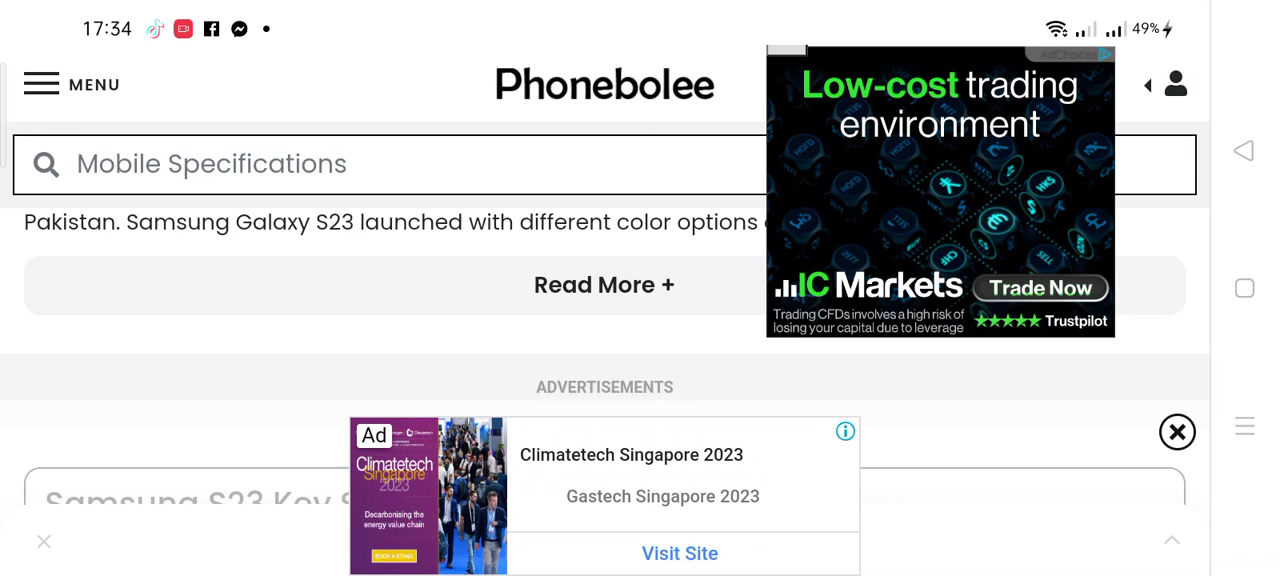 17:34
49%
MENU
Phonebolee
Mobile Specifications
Pakistan. Samsung Galaxy S23 launched with different color options
Read More +
AdChoices
Low-cost trading
environment
IC Markets
Trade Now
Trading CFDs involves a high risk of
losing your capital due to leverage
Trustpilot
ADVERTISEMENTS
Ad
Climatetech
Singapore
2023
Decarbonising the
energy value chain
BOOK A STAND
Climatetech Singapore 2023
Gastech Singapore 2023
Visit Site
Samsung S23 Key